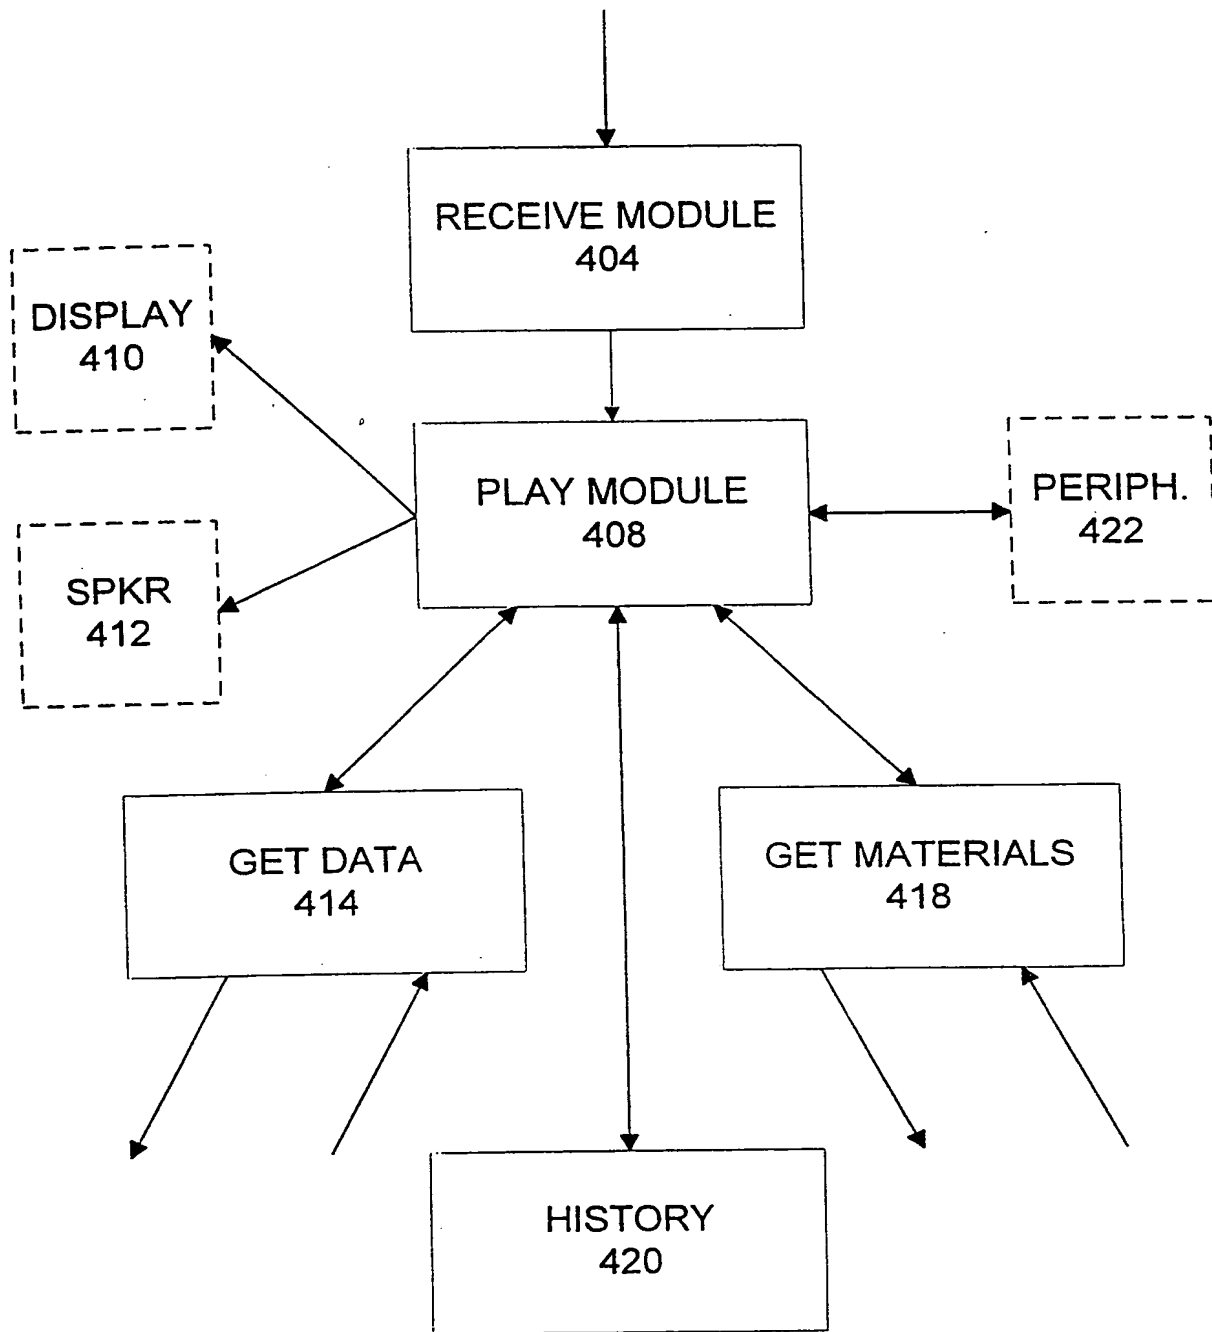 RECEIVE MODULE
404
DISPLAY
410
PLAY MODULE
408
PERIPH.
422
SPKR
412
GET DATA
414
GET MATERIALS
418
HISTORY
420